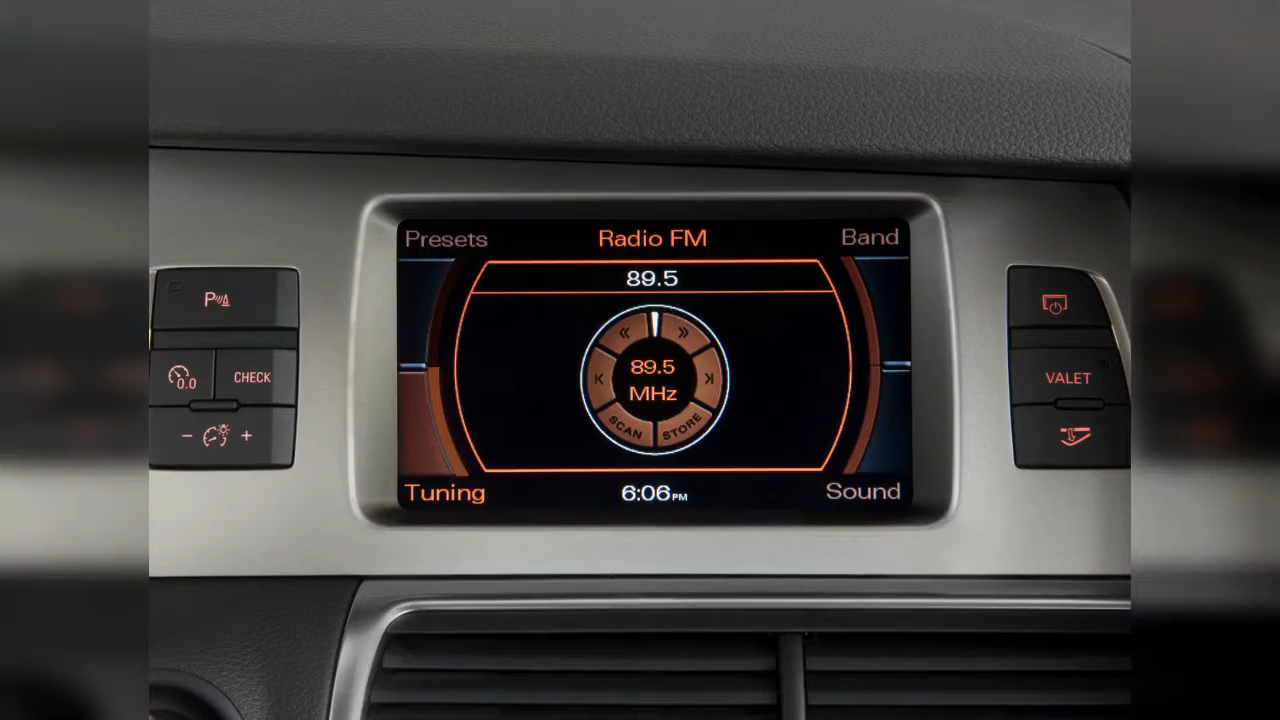 Presets
Radio FM
Band
89.5
89.5
MHz
SCAN
STORE
Tuning
6:06 PM
Sound
P
0.0
CHECK
VALET